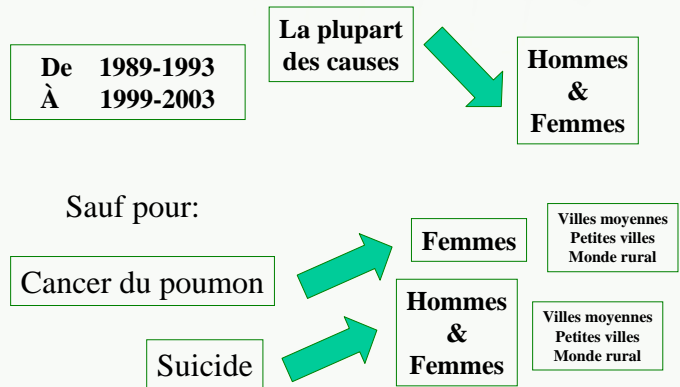 La plupart
des causes
De 1989-1993
À 1999-2003
Hommes
&
Femmes
Sauf pour:
Cancer du poumon
Femmes
Villes moyennes
Petites villes
Monde rural
Suicide
Hommes
&
Femmes
Villes moyennes
Petites villes
Monde rural